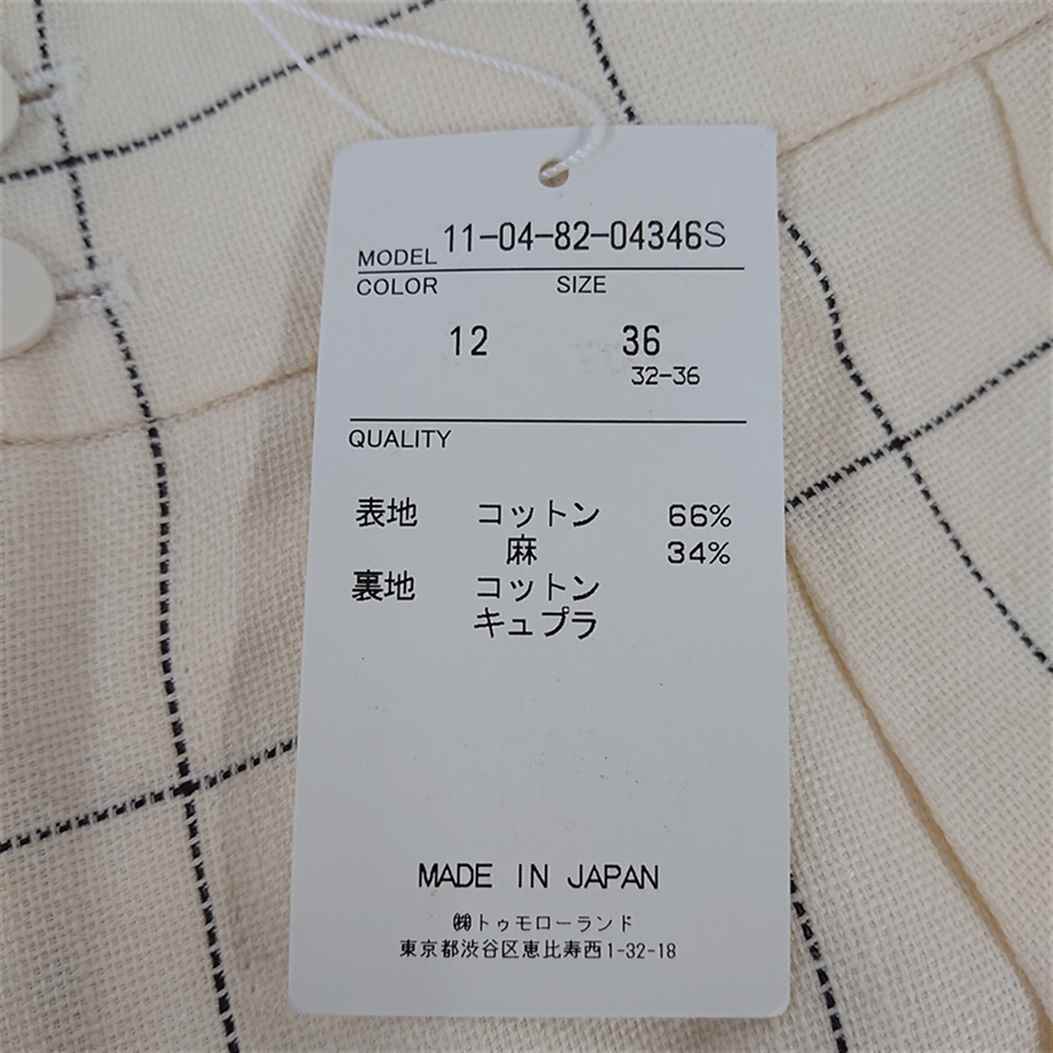 MODEL 11-04-82-04346S
COLOR SIZE
12 36
32-36
QUALITY
表地 コットン 66%
麻 34%
裏地 コットン
キュプラ
MADE IN JAPAN
㈱トゥモローランド
東京都渋谷区恵比寿西1-32-18